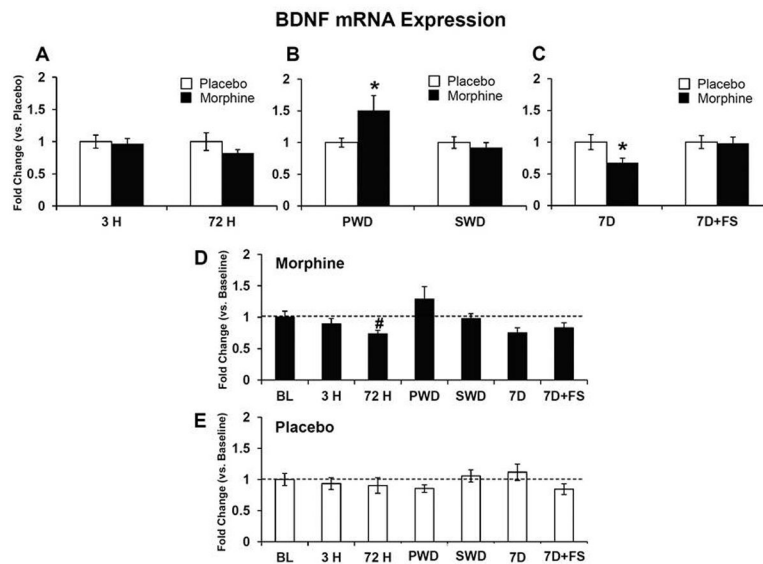 BDNF mRNA Expression
A
Fold Change (vs. Placebo)
2
1.5
1
0.5
0
Placebo
Morphine
3 H
72 H
B
2
1.5
1
0.5
0
Placebo
Morphine
*
PWD
SWD
C
2
1.5
1
0.5
0
Placebo
Morphine
*
7D
7D+FS
D
Morphine
Fold Change (vs. Baseline)
2
1.5
1
0.5
0
#
BL
3 H
72 H
PWD
SWD
7D
7D+FS
E
Placebo
Fold Change (vs. Baseline)
2
1.5
1
0.5
0
BL
3 H
72 H
PWD
SWD
7D
7D+FS